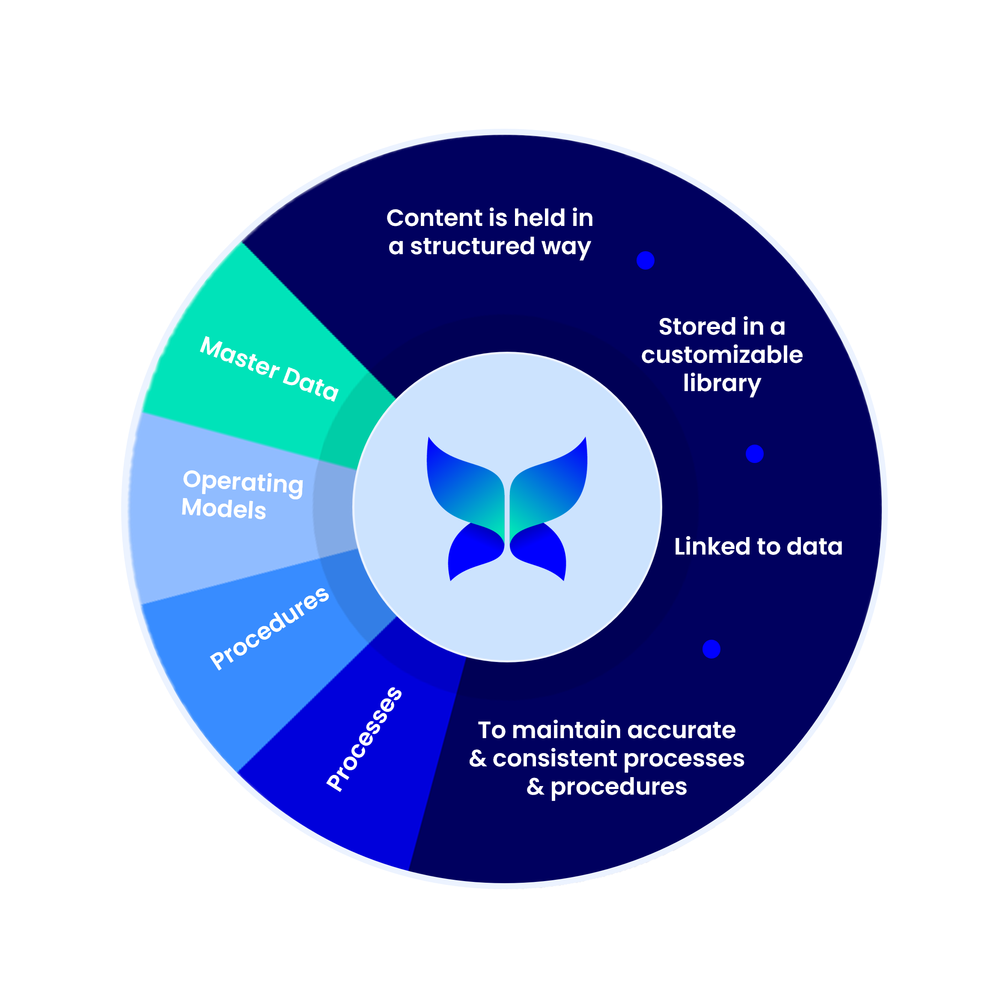 Content is held in
a structured way
Stored in a
customizable
library
Linked to data
To maintain accurate
& consistent processes
& procedures
Master Data
Operating
Models
Procedures
Processes